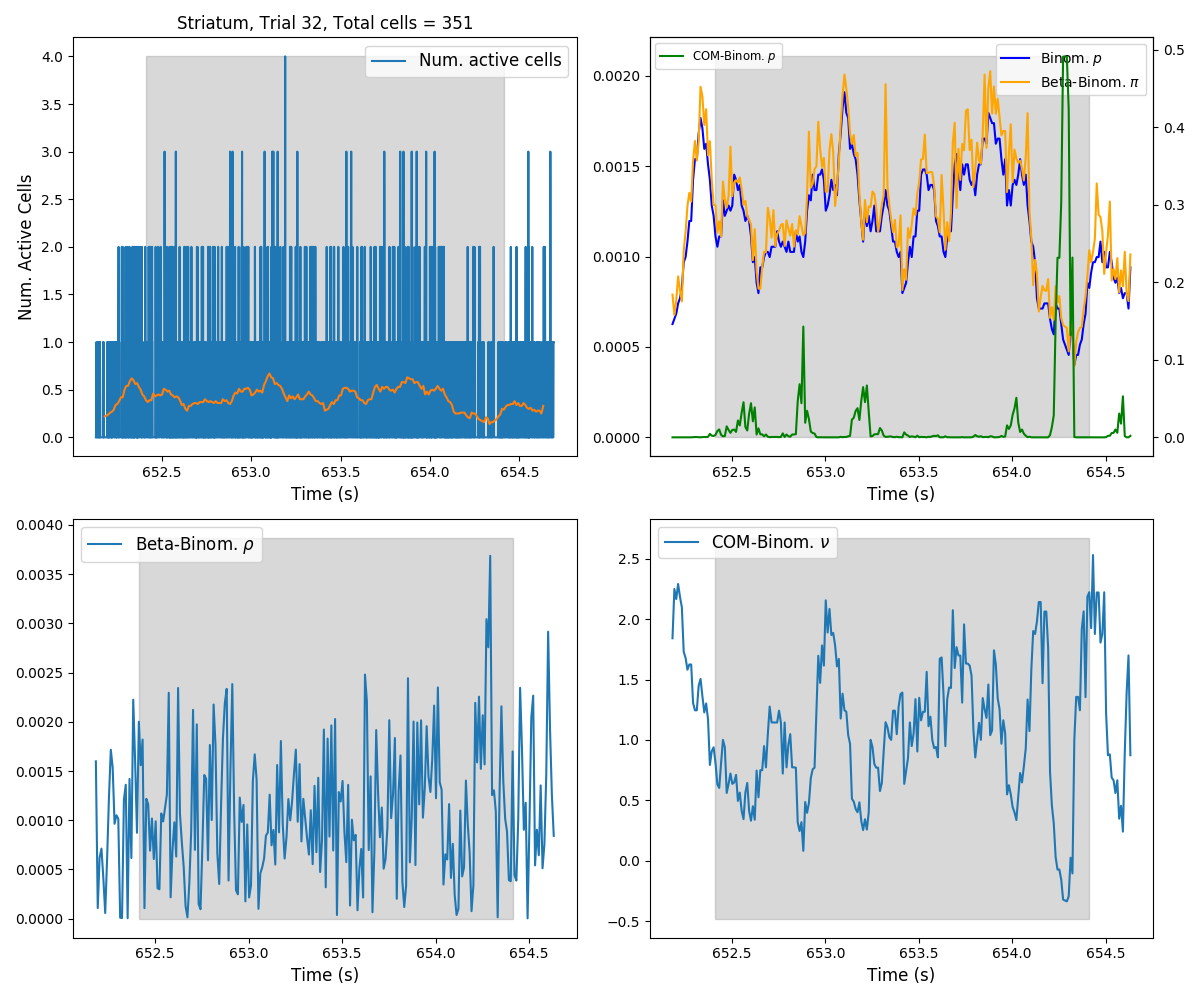 Striatum, Trial 32, Total cells = 351
Num. active cells
4.0
3.5
3.0
2.5
2.0
1.5
1.0
0.5
0.0
Num. Active Cells
652.5 653.0 653.5 654.0 654.5
Time (s)
COM-Binom. p
Binom. p
Beta-Binom. π
0.0020
0.0015
0.0010
0.0005
0.0000
0.5
0.4
0.3
0.2
0.1
0.0
652.5 653.0 653.5 654.0 654.5
Time (s)
Beta-Binom. ρ
0.0040
0.0035
0.0030
0.0025
0.0020
0.0015
0.0010
0.0005
0.0000
652.5 653.0 653.5 654.0 654.5
Time (s)
COM-Binom. ν
2.5
2.0
1.5
1.0
0.5
0.0
−0.5
652.5 653.0 653.5 654.0 654.5
Time (s)